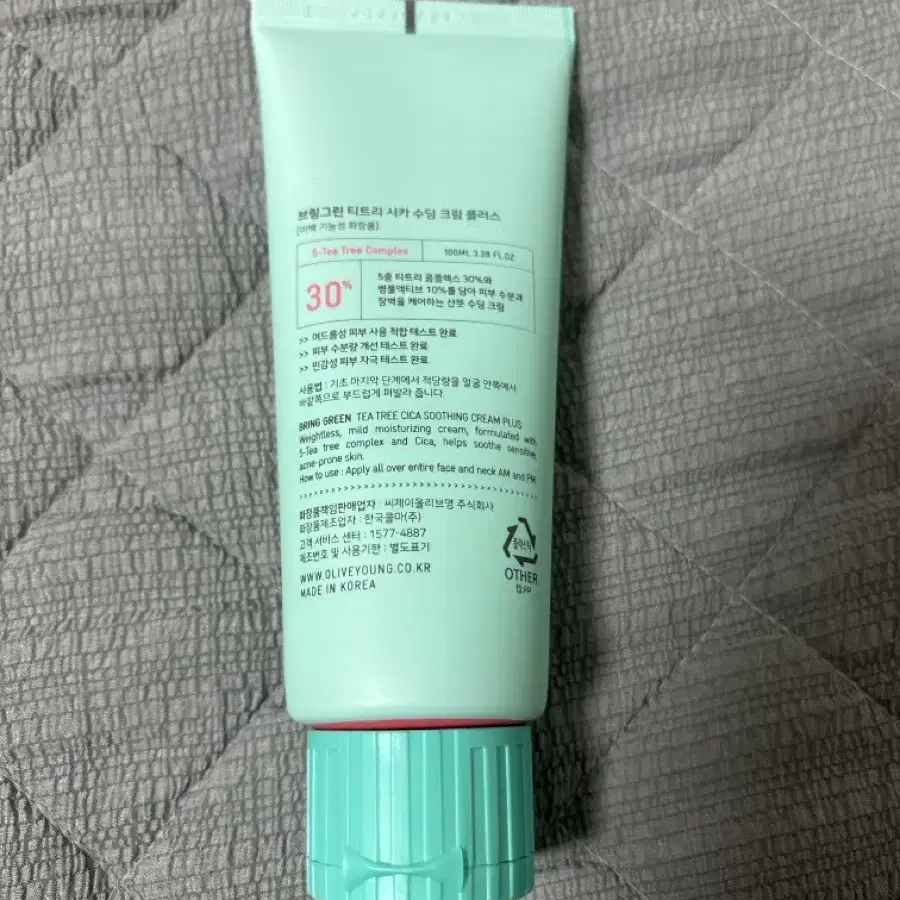 브링그린 티트리 시카 수딩 크림 플러스
[미백 기능성 화장품]
5-Tea Tree Complex
100ML 3.38 FL.OZ
30%
5중 티트리 콤플렉스 30%와
병풀액티브 10%를 담아 피부 수분과
장벽을 케어하는 산뜻 수딩 크림
>> 여드름성 피부 사용 적합 테스트 완료
>> 피부 수분량 개선 테스트 완료
>> 민감성 피부 자극 테스트 완료
사용법 : 기초 마지막 단계에서 적당량을 얼굴 안쪽에서
바깥쪽으로 부드럽게 펴발라 줍니다.
BRING GREEN TEA TREE CICA SOOTHING CREAM PLUS
Weightless, mild moisturizing cream, formulated with
5-Tea tree complex and Cica, helps soothe sensitive,
acne-prone skin.
How to use : Apply all over entire face and neck AM and PM
화장품책임판매업자 : 씨제이올리브영 주식회사
화장품제조업자 : 한국콜마(주)
고객 서비스 센터 : 1577-4887
제조번호 및 사용기한 : 별도표기
WWW.OLIVEYOUNG.CO.KR
MADE IN KOREA
플라스틱
OTHER
캡:PP